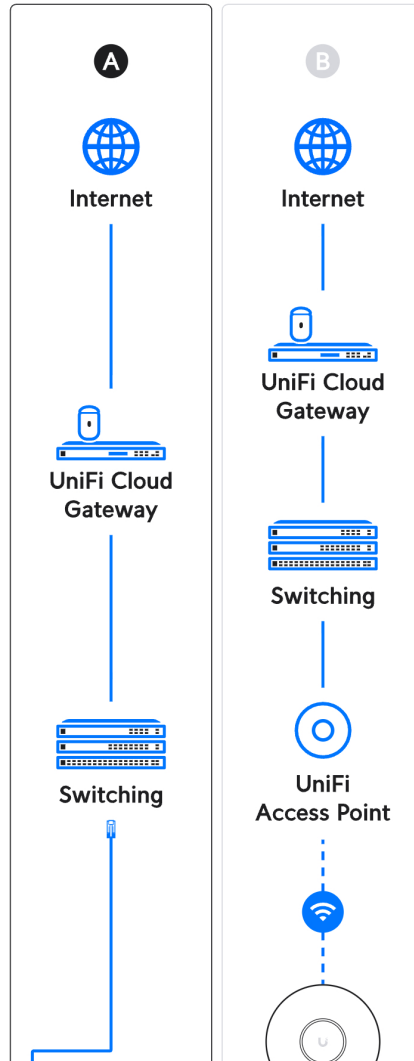 A
Internet
UniFi Cloud
Gateway
Switching
B
Internet
UniFi Cloud
Gateway
Switching
UniFi
Access Point
U